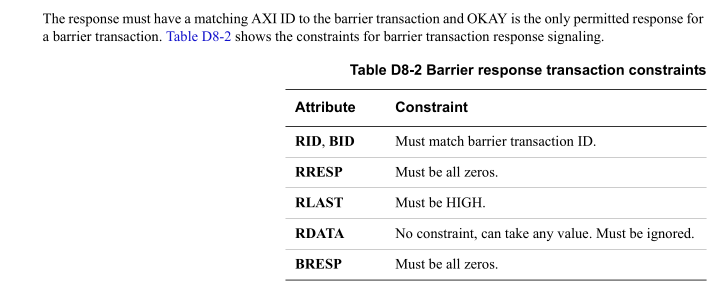 The response must have a matching AXI ID to the barrier transaction and OKAY is the only permitted response for
a barrier transaction. Table D8-2 shows the constraints for barrier transaction response signaling.
Table D8-2 Barrier response transaction constraints
Attribute Constraint
RID, BID Must match barrier transaction ID.
RRESP Must be all zeros.
RLAST Must be HIGH.
RDATA No constraint, can take any value. Must be ignored.
BRESP Must be all zeros.